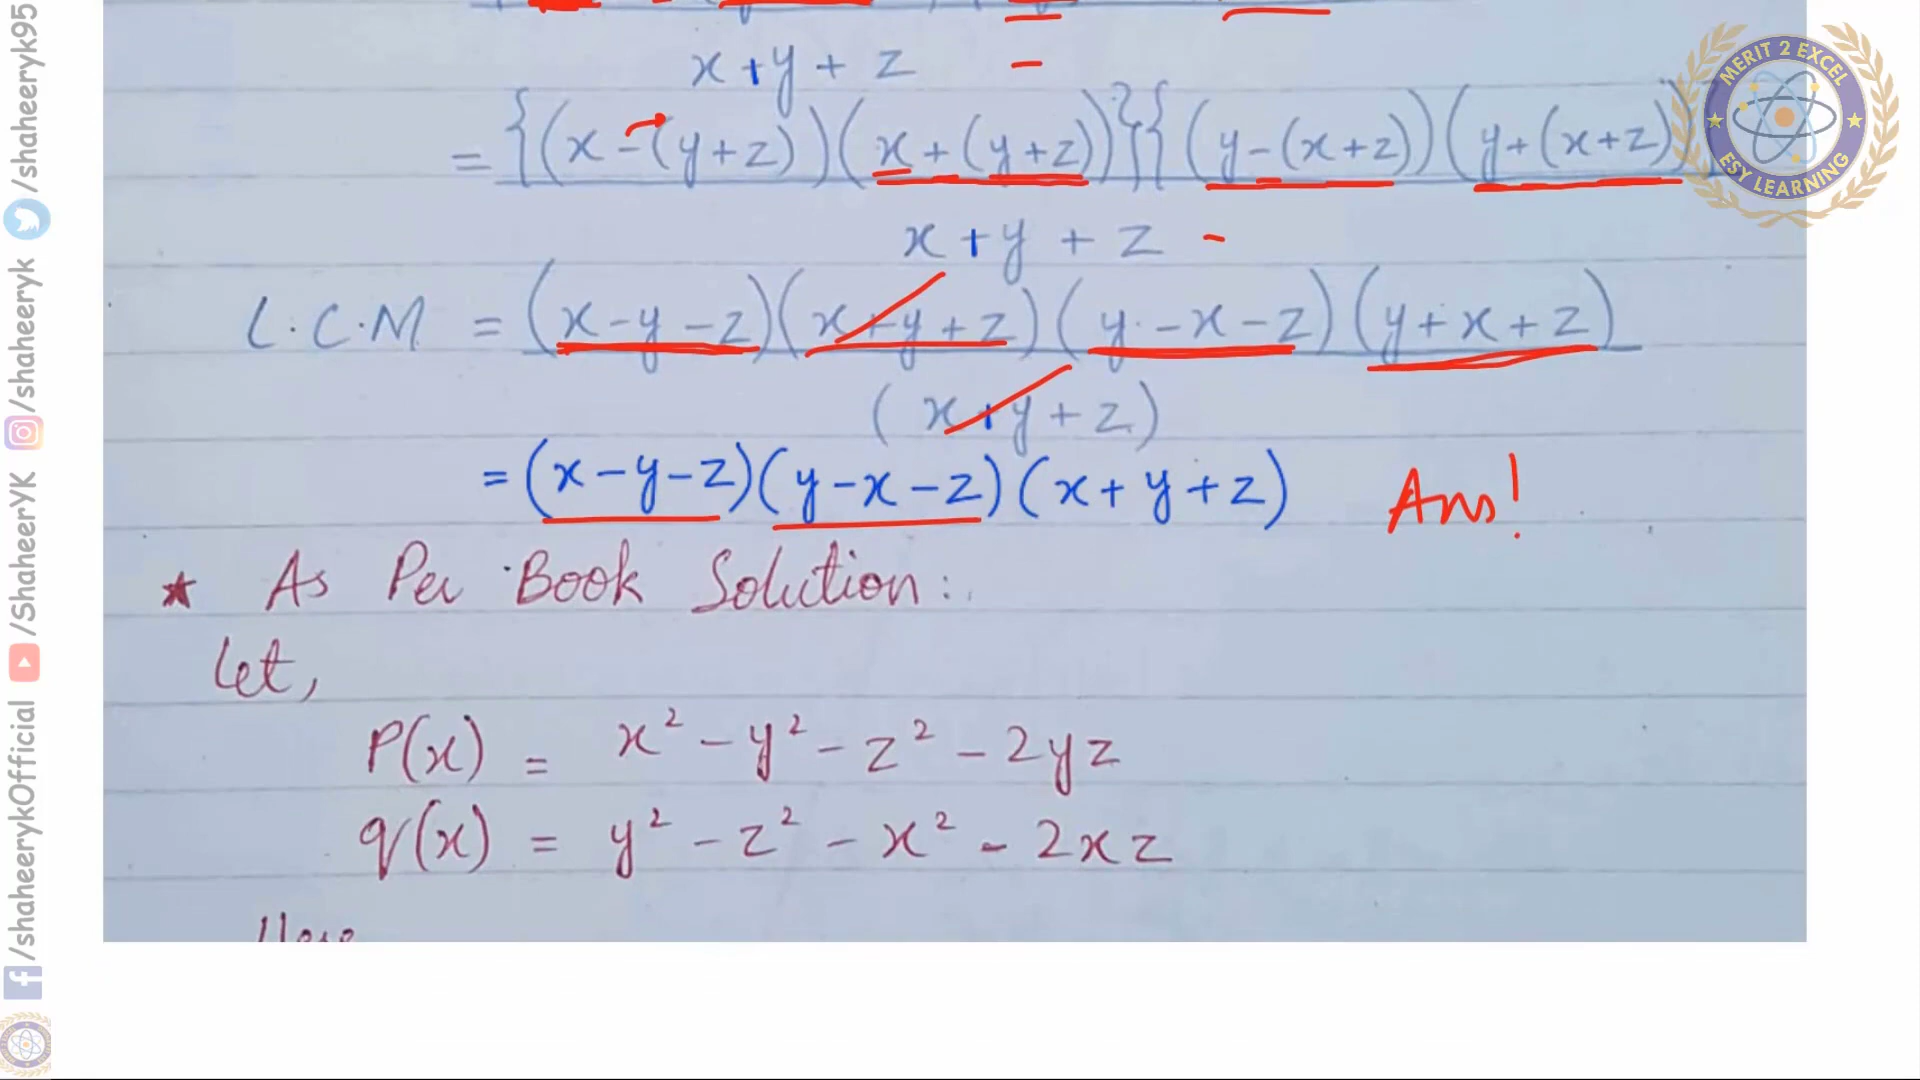 x + y + z
= {(x - (y+z))(x + (y+z))}{(y - (x+z))(y + (x+z))
x + y + z
L.C.M = (x - y - z)(x + y + z)(y - x - z)(y + x + z)
(x + y + z)
= (x - y - z)(y - x - z)(x + y + z) Ans!
★ As Per Book Solution:
Let,
P(x) = x² - y² - z² - 2yz
q(x) = y² - z² - x² - 2xz
MERIT 2 EXCEL
ESY LEARNING
/shaheeryk95
/shaheeryk
/ShaheerYK
/shaheerykOfficial